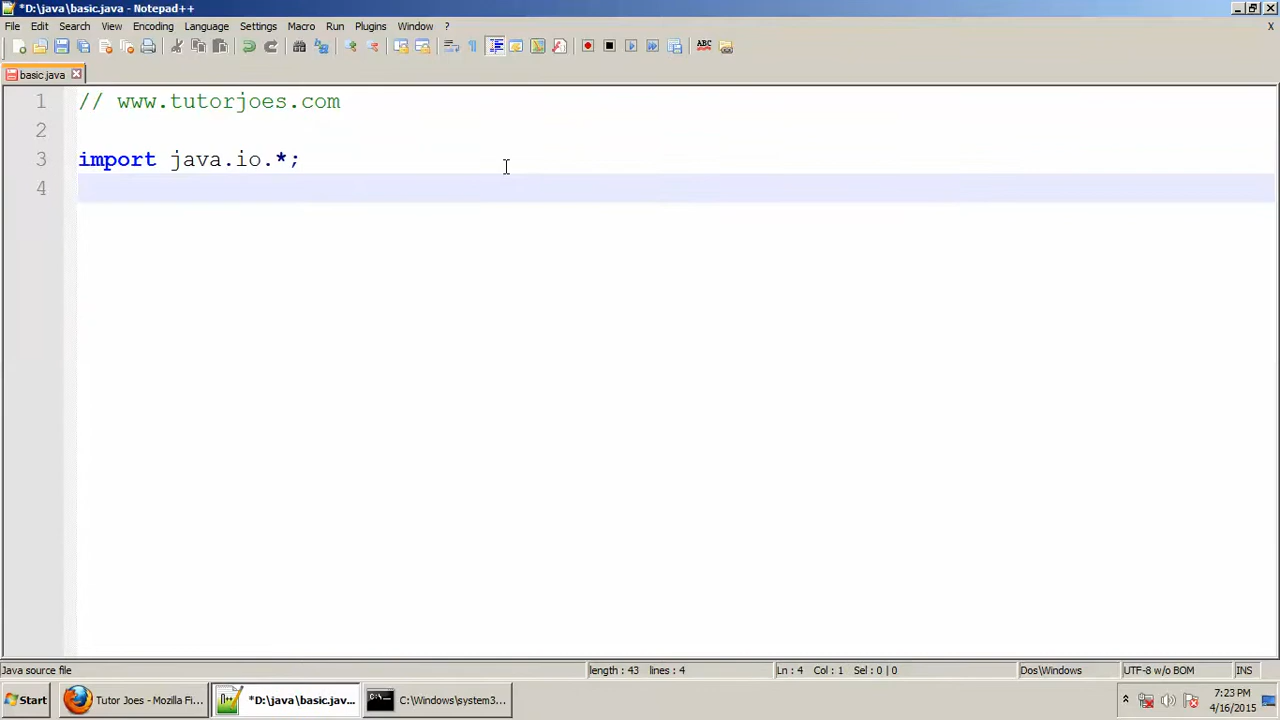 *D:\java\basic.java - Notepad++
File Edit Search View Encoding Language Settings Macro Run Plugins Window ?
X
ABC
basic.java
1 // www.tutorjoes.com
2
3 import java.io.*;
4
Java source file length : 43 lines : 4 Ln : 4 Col : 1 Sel : 0 | 0 Dos\Windows UTF-8 w/o BOM INS
Start Tutor Joes - Mozilla Fi... *D:\java\basic.jav... C:\Windows\system3... 7:23 PM
4/16/2015